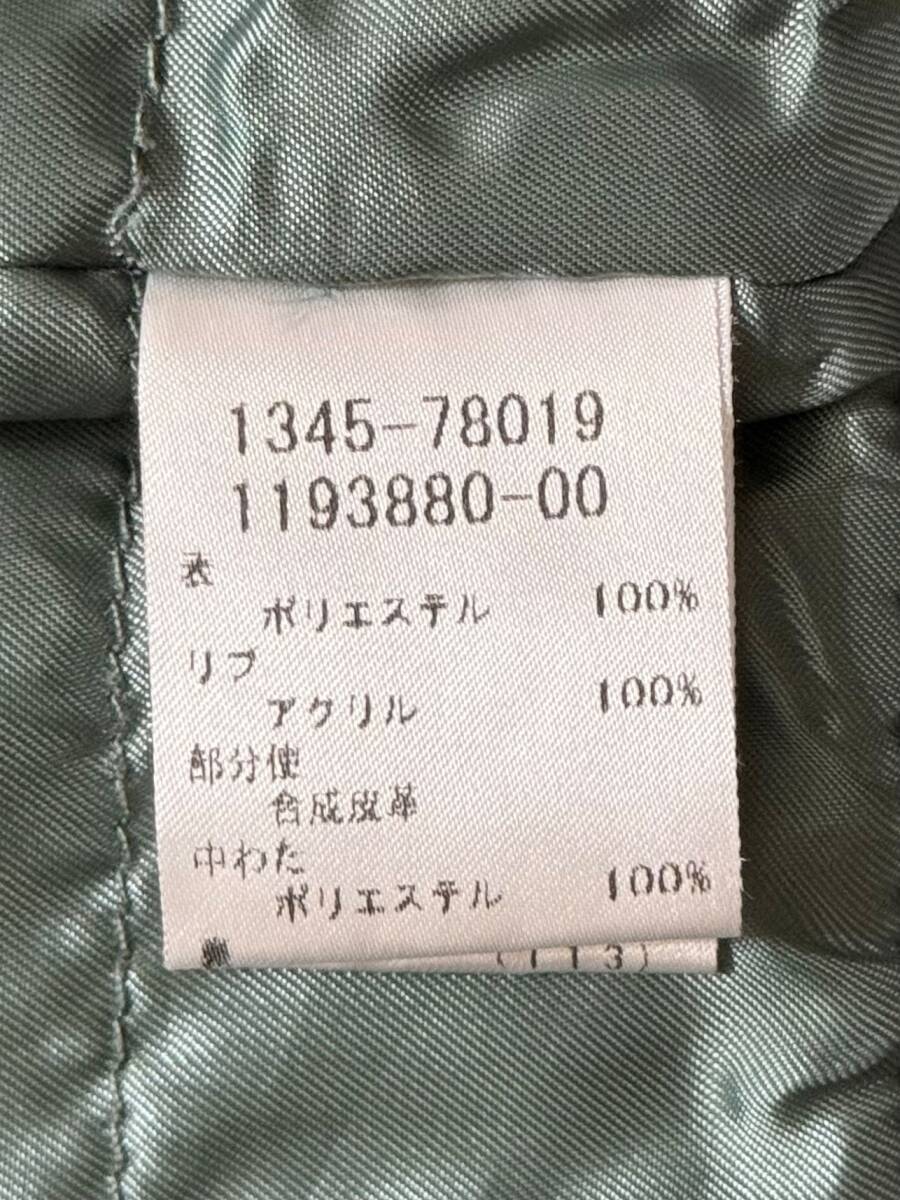 1345-78019
1193880-00
表
ポリエステル 100%
リブ
アクリル 100%
部分使
合成皮革
中わた
ポリエステル 100%
(113)